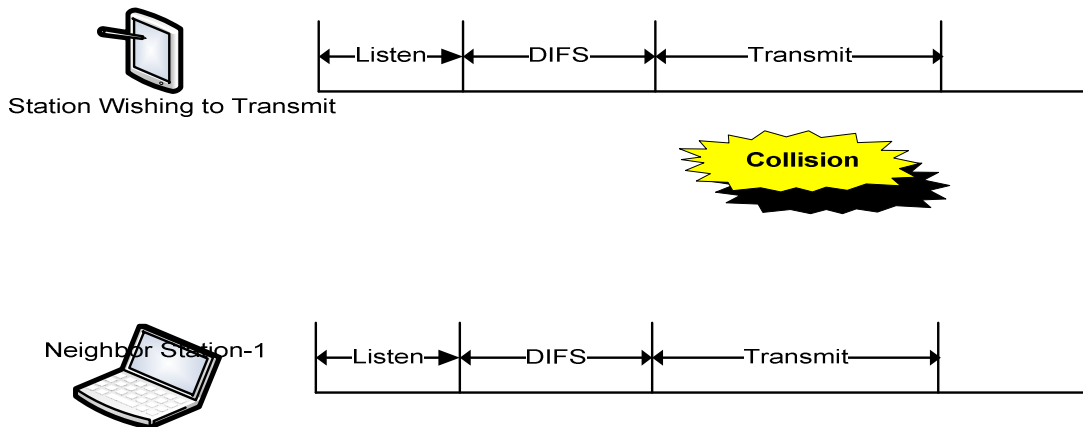 Listen DIFS Transmit
Station Wishing to Transmit
Collision
Neighbor Station-1
Listen DIFS Transmit